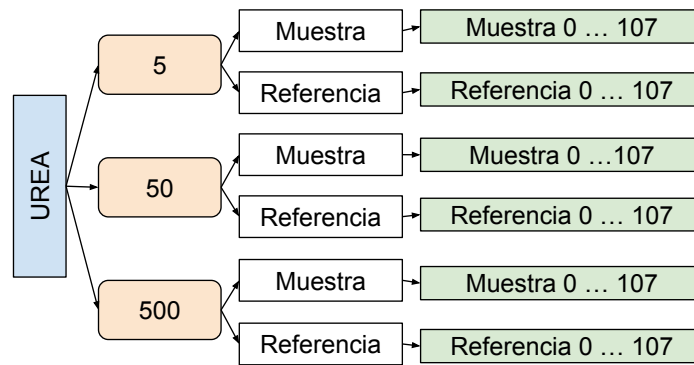 UREA
5
Muestra
Muestra 0 … 107
Referencia
Referencia 0 … 107
50
Muestra
Muestra 0 …107
Referencia
Referencia 0 … 107
500
Muestra
Muestra 0 … 107
Referencia
Referencia 0 … 107